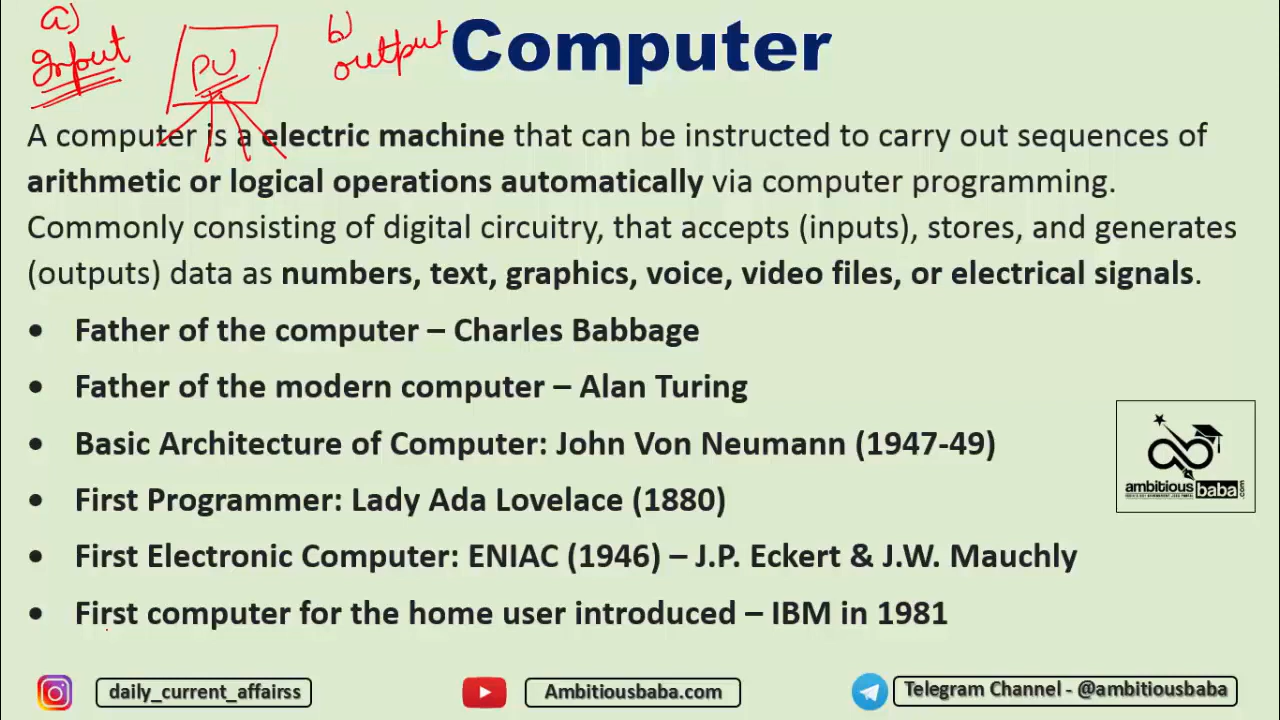 a)
Input
PU
b)
output
Computer
A computer is a electric machine that can be instructed to carry out sequences of
arithmetic or logical operations automatically via computer programming.
Commonly consisting of digital circuitry, that accepts (inputs), stores, and generates
(outputs) data as numbers, text, graphics, voice, video files, or electrical signals.
• Father of the computer – Charles Babbage
• Father of the modern computer – Alan Turing
• Basic Architecture of Computer: John Von Neumann (1947-49)
• First Programmer: Lady Ada Lovelace (1880)
• First Electronic Computer: ENIAC (1946) – J.P. Eckert & J.W. Mauchly
• First computer for the home user introduced – IBM in 1981
ambitiousbaba.com
daily_current_affairss
Ambitiousbaba.com
Telegram Channel - @ambitiousbaba